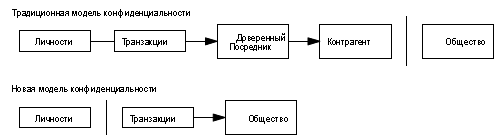 Традиционная модель конфиденциальности
Личности
Транзакции
Доверенный
Посредник
Контрагент
Общество
Новая модель конфиденциальности
Личности
Транзакции
Общество